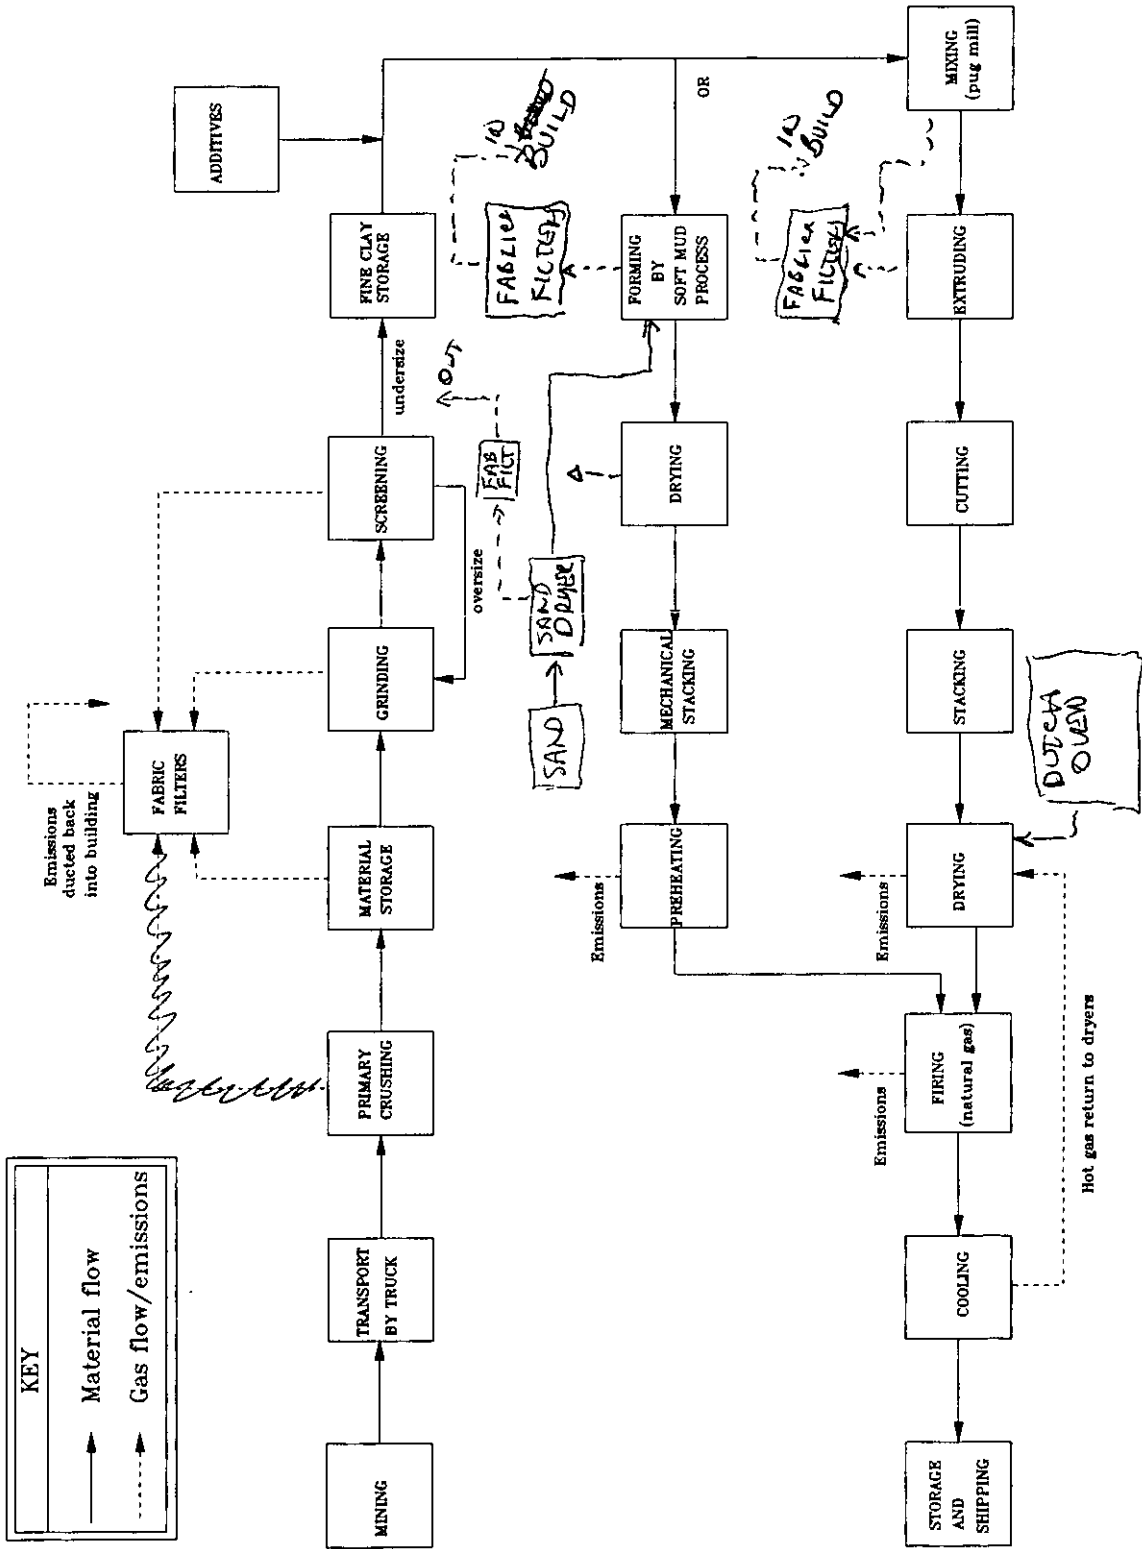 KEY
Material flow
Gas flow/emissions
Emissions
ducted back
into building
FABRIC
FILTERS
ADDITIVES
MINING
TRANSPORT
BY TRUCK
PRIMARY
CRUSHING
MATERIAL
STORAGE
GRINDING
SCREENING
FINE CLAY
STORAGE
oversize
undersize
OUT
FAB
FILT
SAND
SAND
DRYER
FILTER
IN
BUILD
OR
Emissions
PREHEATING
MECHANICAL
STACKING
DRYING
FORMING
BY
SOFT MUD
PROCESS
FILTER
IN
BUILD
Emissions
Emissions
STORAGE
AND
SHIPPING
COOLING
FIRING
(natural gas)
DRYING
STACKING
CUTTING
EXTRUDING
MIXING
(pug mill)
Hot gas return to dryers
DUTCH
OVEN